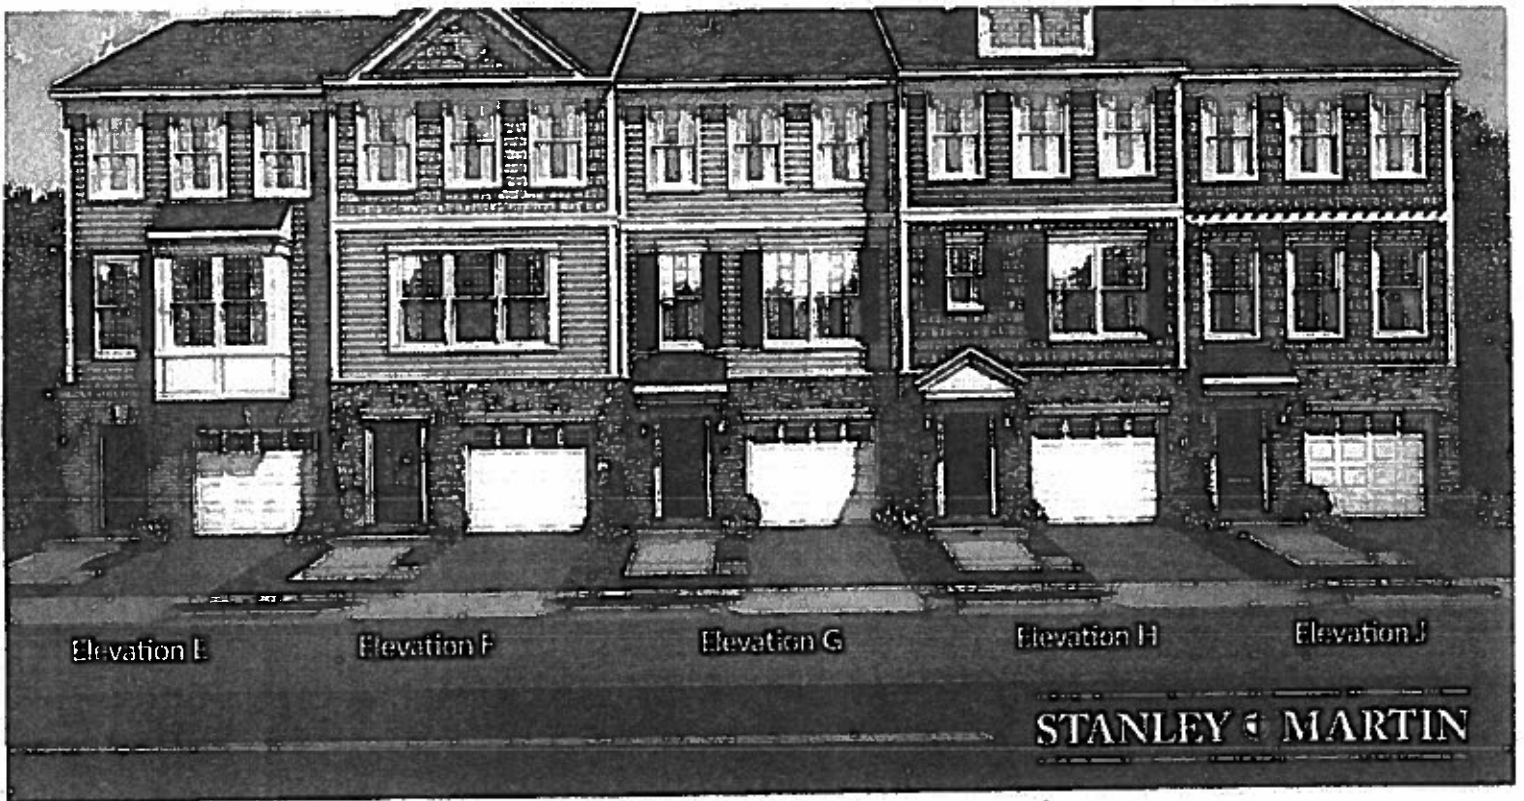 Elevation E
Elevation F
Elevation G
Elevation H
Elevation J
STANLEY MARTIN